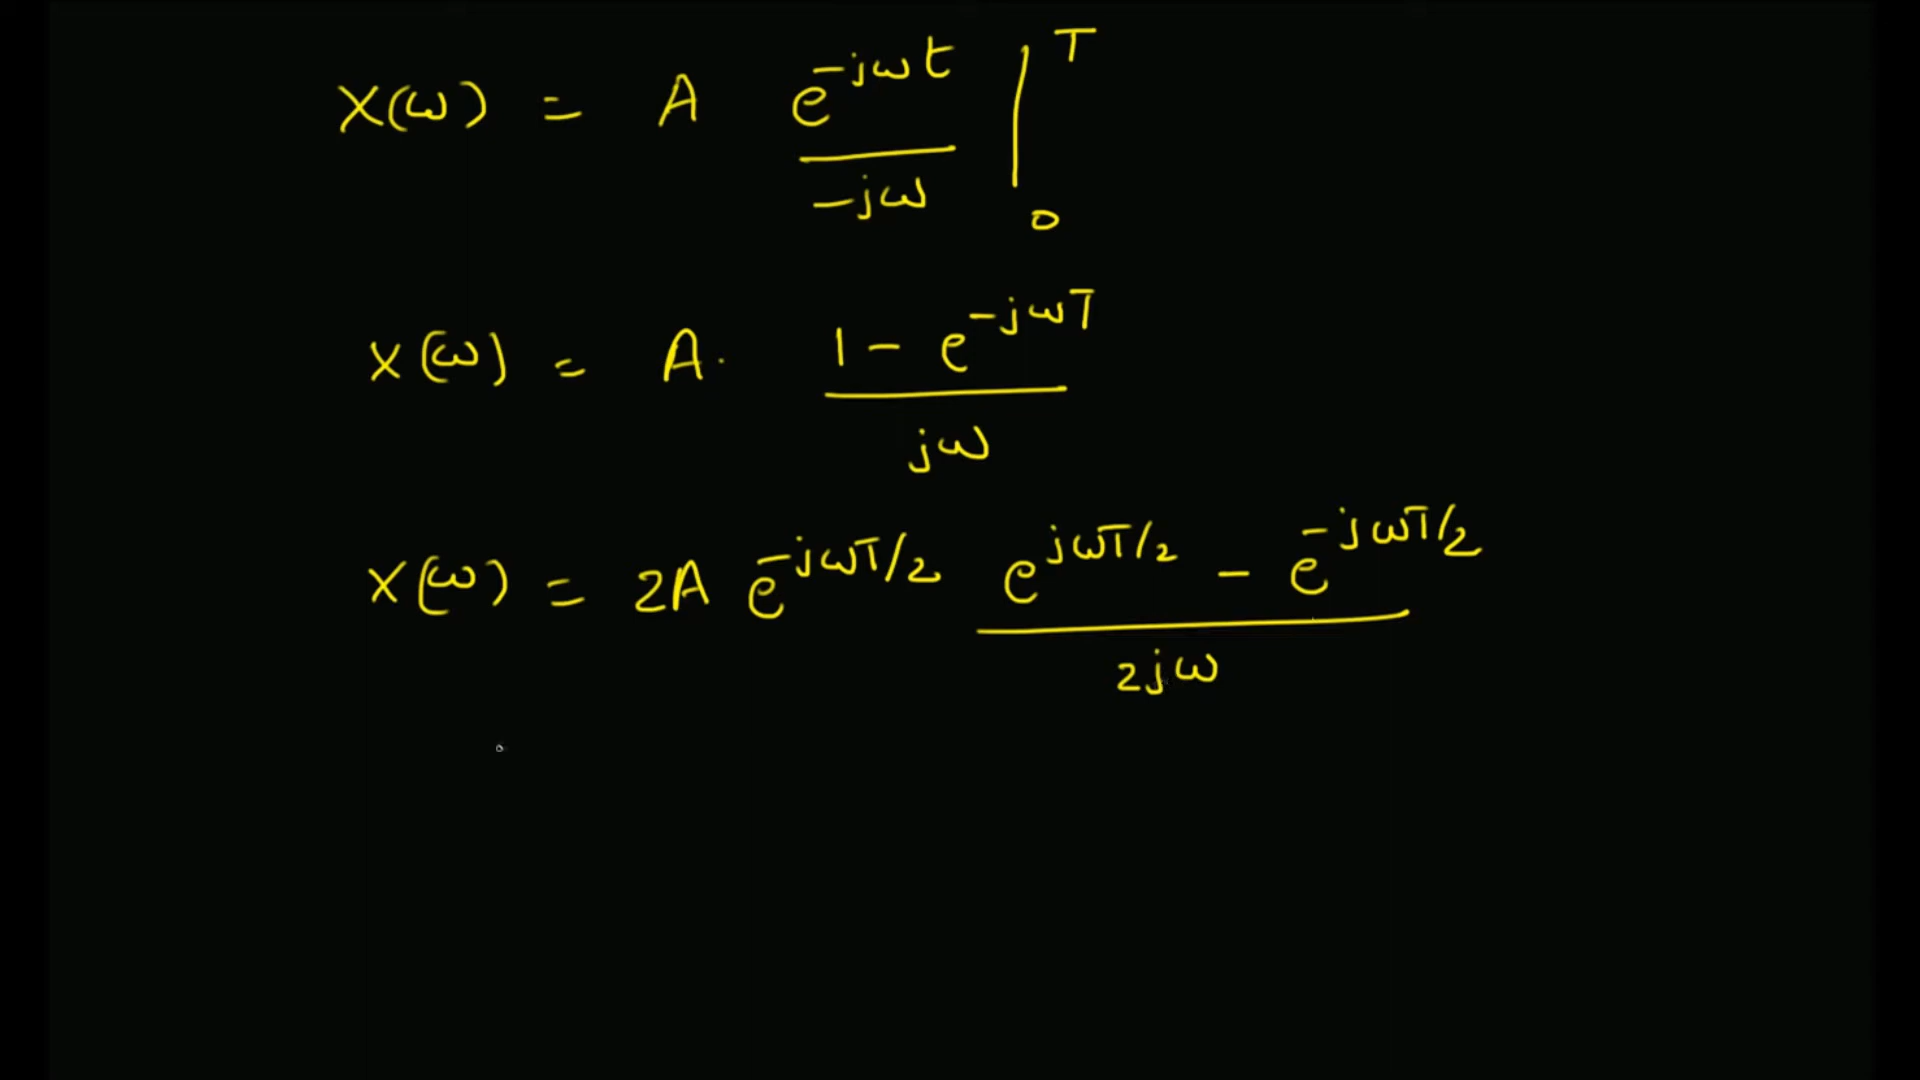 X(ω) = A e^{-jωt} / -jω |_0^T
X(ω) = A. 1 - e^{-jωT} / jω
X(ω) = 2A e^{-jωT/2} e^{jωT/2} - e^{-jωT/2} / 2jω